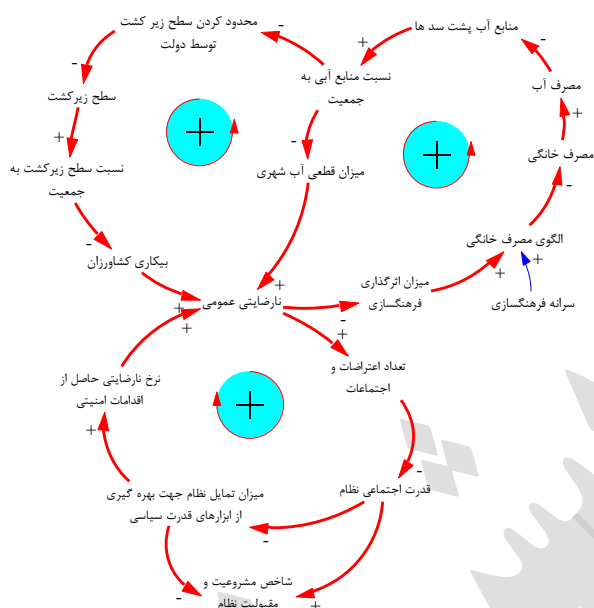 محدود کردن سطح زیر کشت
توسط دولت
منابع آب پشت سد ها
نسبت منابع آبی به
جمعیت
مصرف آب
سطح زیرکشت
مصرف خانگی
نسبت سطح زیرکشت به
جمعیت
میزان قطعی آب شهری
الگوی مصرف خانگی
بیکاری کشاورزان
میزان اثرگذاری
فرهنگسازی
سرانه فرهنگسازی
نارضایتی عمومی
تعداد اعتراضات و
اجتماعات
نرخ نارضایتی حاصل از
اقدامات امنیتی
قدرت اجتماعی نظام
میزان تمایل نظام جهت بهره گیری
از ابزارهای قدرت سیاسی
شاخص مشروعیت و
مقبولیت نظام